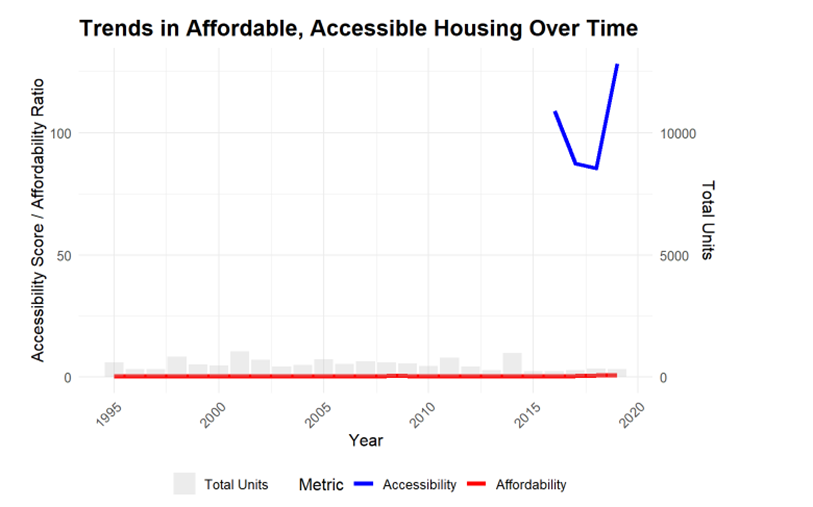 Trends in Affordable, Accessible Housing Over Time
Accessibility Score / Affordability Ratio
100
50
0
10000
5000
0
Total Units
1995
2000
2005
2010
2015
2020
Year
Total Units
Metric
Accessibility
Affordability